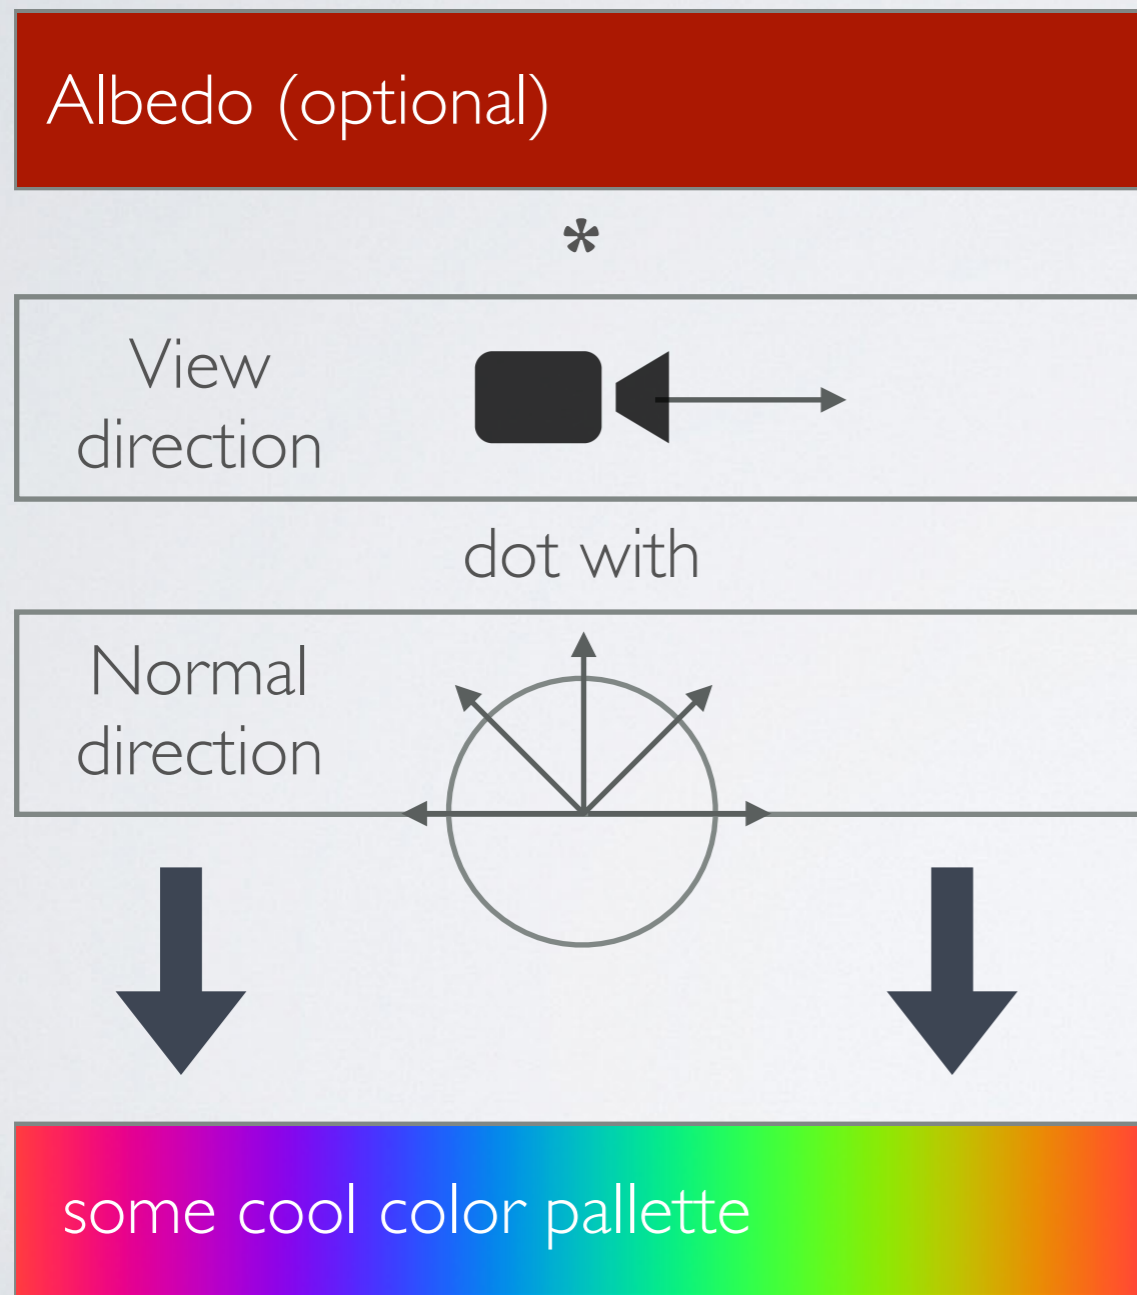 Albedo (optional)
*
View
direction
dot with
Normal
direction
some cool color pallette